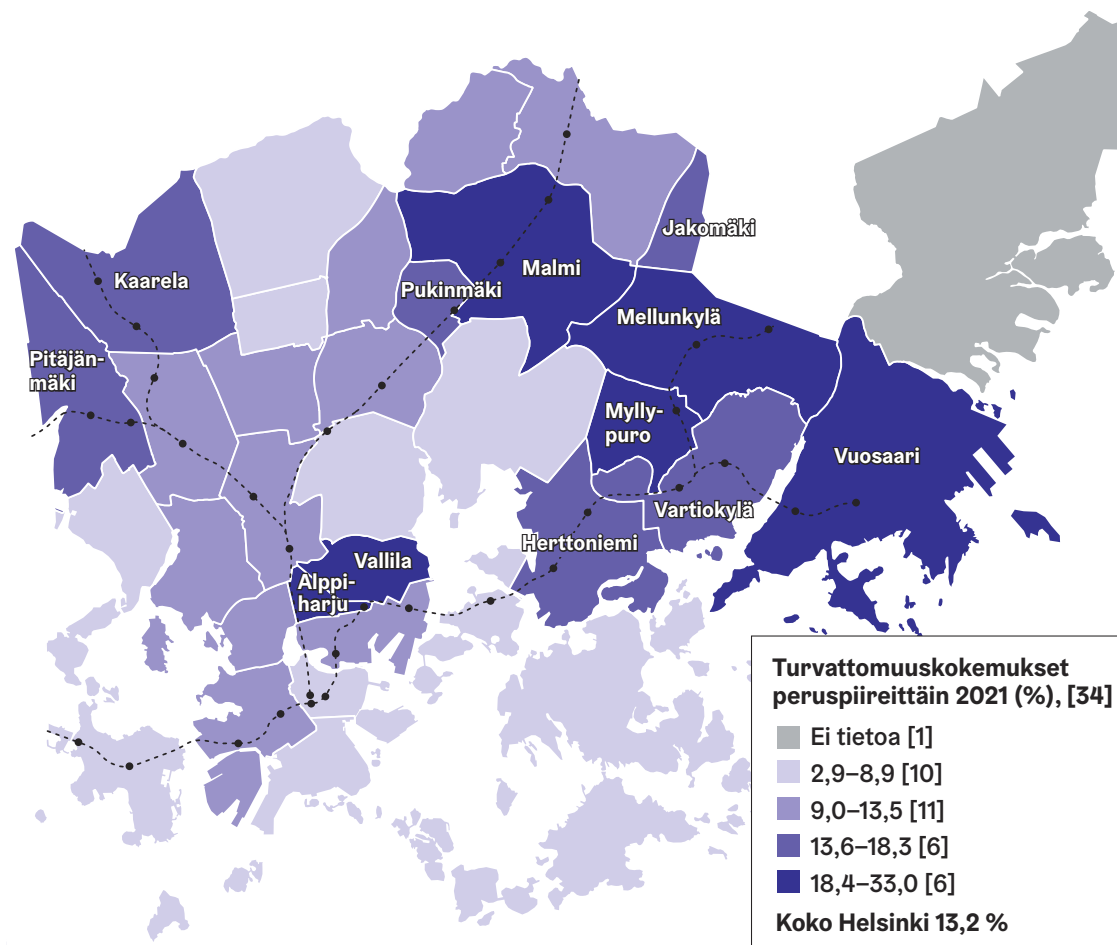 Jakomäki
Malmi
Kaarela
Pukinmäki
Mellunkylä
Pitäjän-
mäki
Mylly-
puro
Vuosaari
Vartiokylä
Herttoniemi
Vallila
Alppi-
harju
Turvattomuuskokemukset
peruspiireittäin 2021 (%), [34]
Ei tietoa [1]
2,9–8,9 [10]
9,0–13,5 [11]
13,6–18,3 [6]
18,4–33,0 [6]
Koko Helsinki 13,2 %